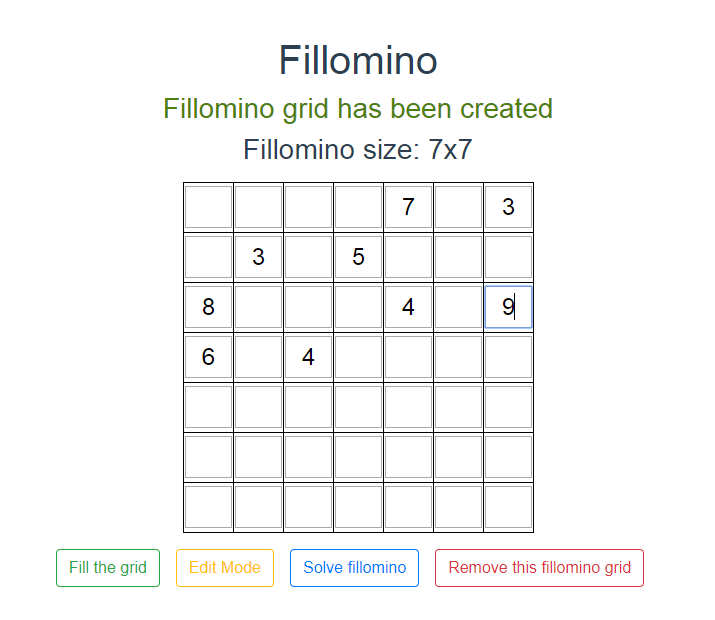 Fillomino
Fillomino grid has been created
Fillomino size: 7x7
7 3
3 5
8 4 9
6 4
Fill the grid Edit Mode Solve fillomino Remove this fillomino grid